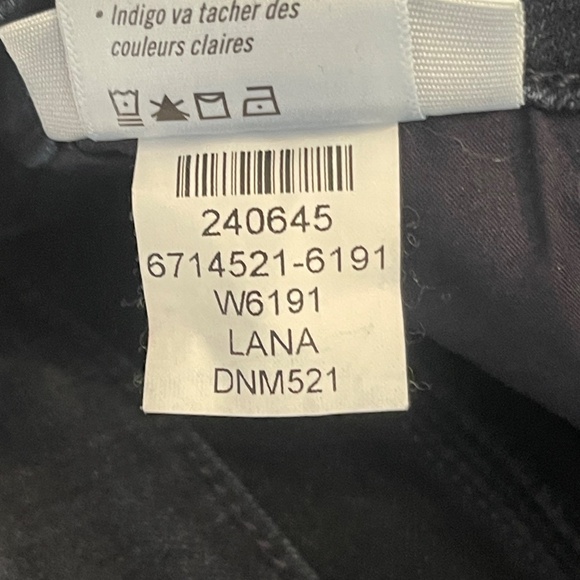 • Indigo va tacher des
couleurs claires
240645
6714521-6191
W6191
LANA
DNM521